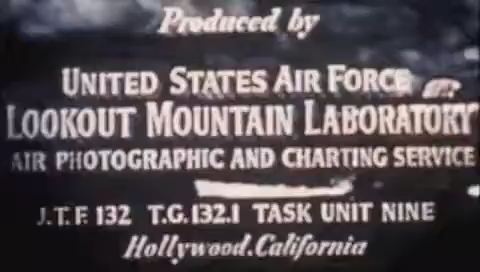 Produced by
UNITED STATES AIR FORCE
LOOKOUT MOUNTAIN LABORATORY
AIR PHOTOGRAPHIC AND CHARTING SERVICE
J.T.F. 132 T.G. 132.1 TASK UNIT NINE
Hollywood, California